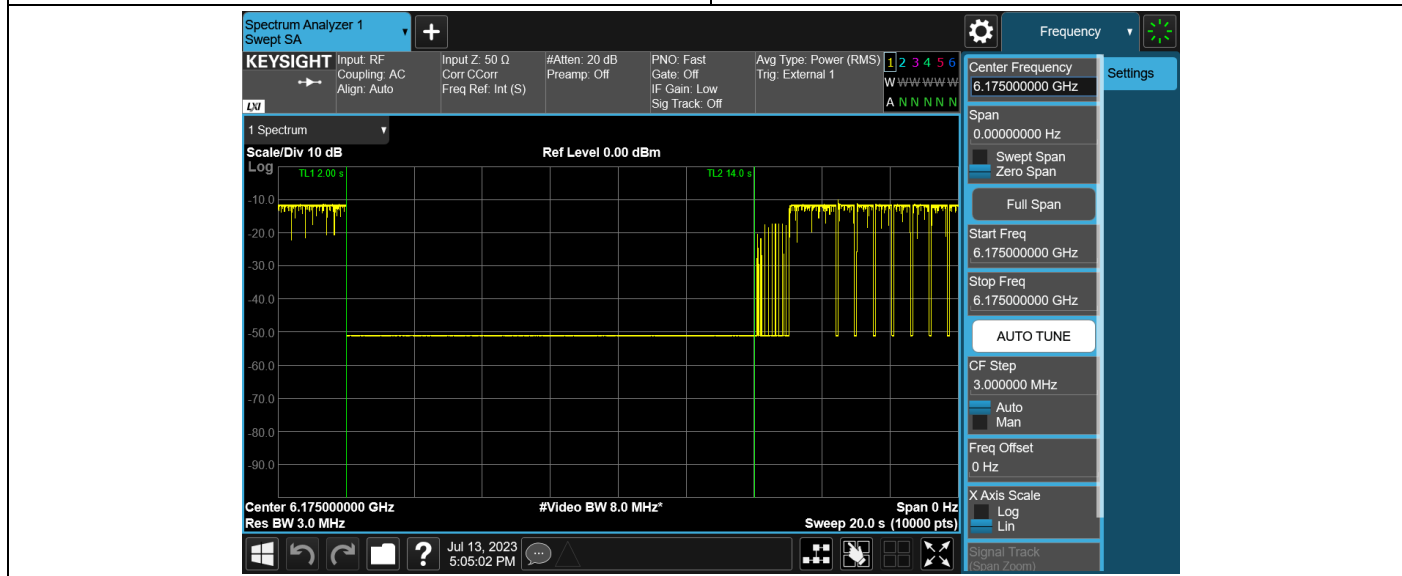 Spectrum Analyzer 1
Swept SA
+
Frequency
KEYSIGHT
LXI
Input: RF
Coupling: AC
Align: Auto
Input Z: 50 Ω
Corr CCorr
Freq Ref: Int (S)
#Atten: 20 dB
Preamp: Off
PNO: Fast
Gate: Off
IF Gain: Low
Sig Track: Off
Avg Type: Power (RMS)
Trig: External 1
1 2 3 4 5 6
W W W W W W
A N N N N N
Center Frequency
6.175000000 GHz
Settings
Span
0.00000000 Hz
Swept Span
Zero Span
Full Span
Start Freq
6.175000000 GHz
Stop Freq
6.175000000 GHz
AUTO TUNE
CF Step
3.000000 MHz
Auto
Man
Freq Offset
0 Hz
X Axis Scale
Log
Lin
Signal Track
(Span Zoom)
1 Spectrum
Scale/Div 10 dB
Ref Level 0.00 dBm
Log
TL1 2.00 s
TL2 14.0 s
-10.0
-20.0
-30.0
-40.0
-50.0
-60.0
-70.0
-80.0
-90.0
Center 6.175000000 GHz
#Video BW 8.0 MHz*
Span 0 Hz
Res BW 3.0 MHz
Sweep 20.0 s (10000 pts)
?
Jul 13, 2023
5:05:02 PM